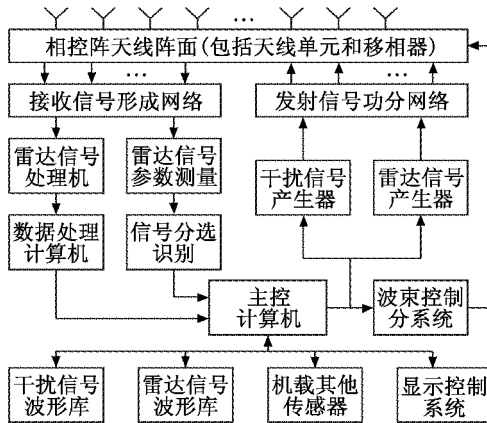 …
相控阵天线阵面(包括天线单元和移相器)
…
…
接收信号形成网络
发射信号功分网络
雷达信号
处理机
雷达信号
参数测量
干扰信号
产生器
雷达信号
产生器
数据处理
计算机
信号分选
识别
主控
计算机
波束控制
分系统
干扰信号
波形库
雷达信号
波形库
机载其他
传感器
显示控制
系统